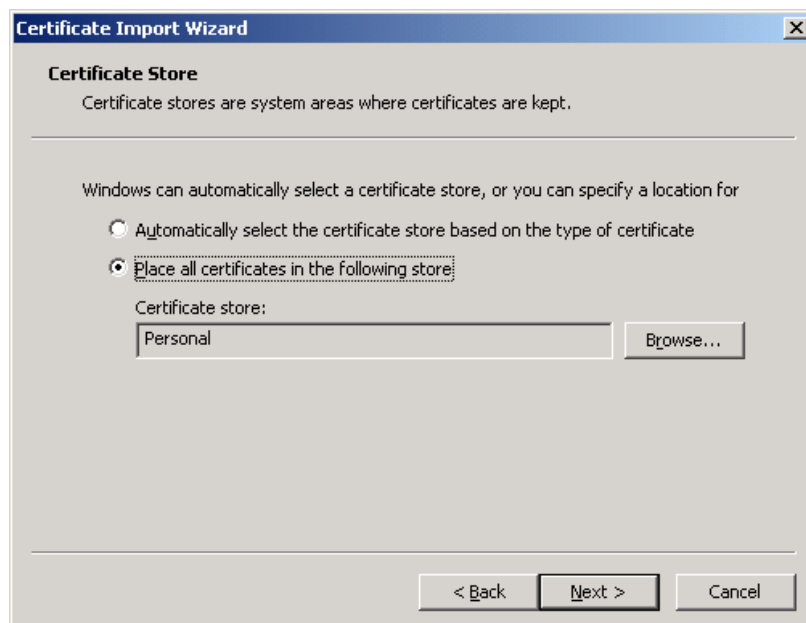 Certificate Import Wizard
Certificate Store
Certificate stores are system areas where certificates are kept.
Windows can automatically select a certificate store, or you can specify a location for
Automatically select the certificate store based on the type of certificate
Place all certificates in the following store
Certificate store:
Personal
Browse...
< Back
Next >
Cancel